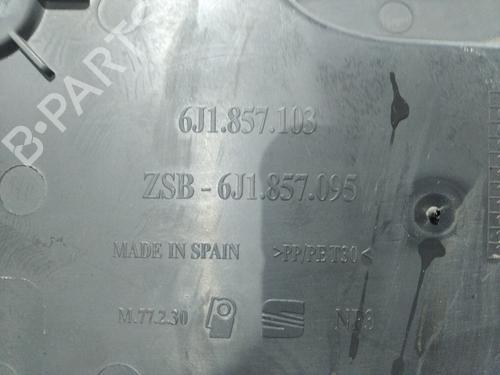 6J1.857.103
ZSB - 6J1.857.095
MADE IN SPAIN >PP/PE T30<
M.77.2.30
B-PARTS